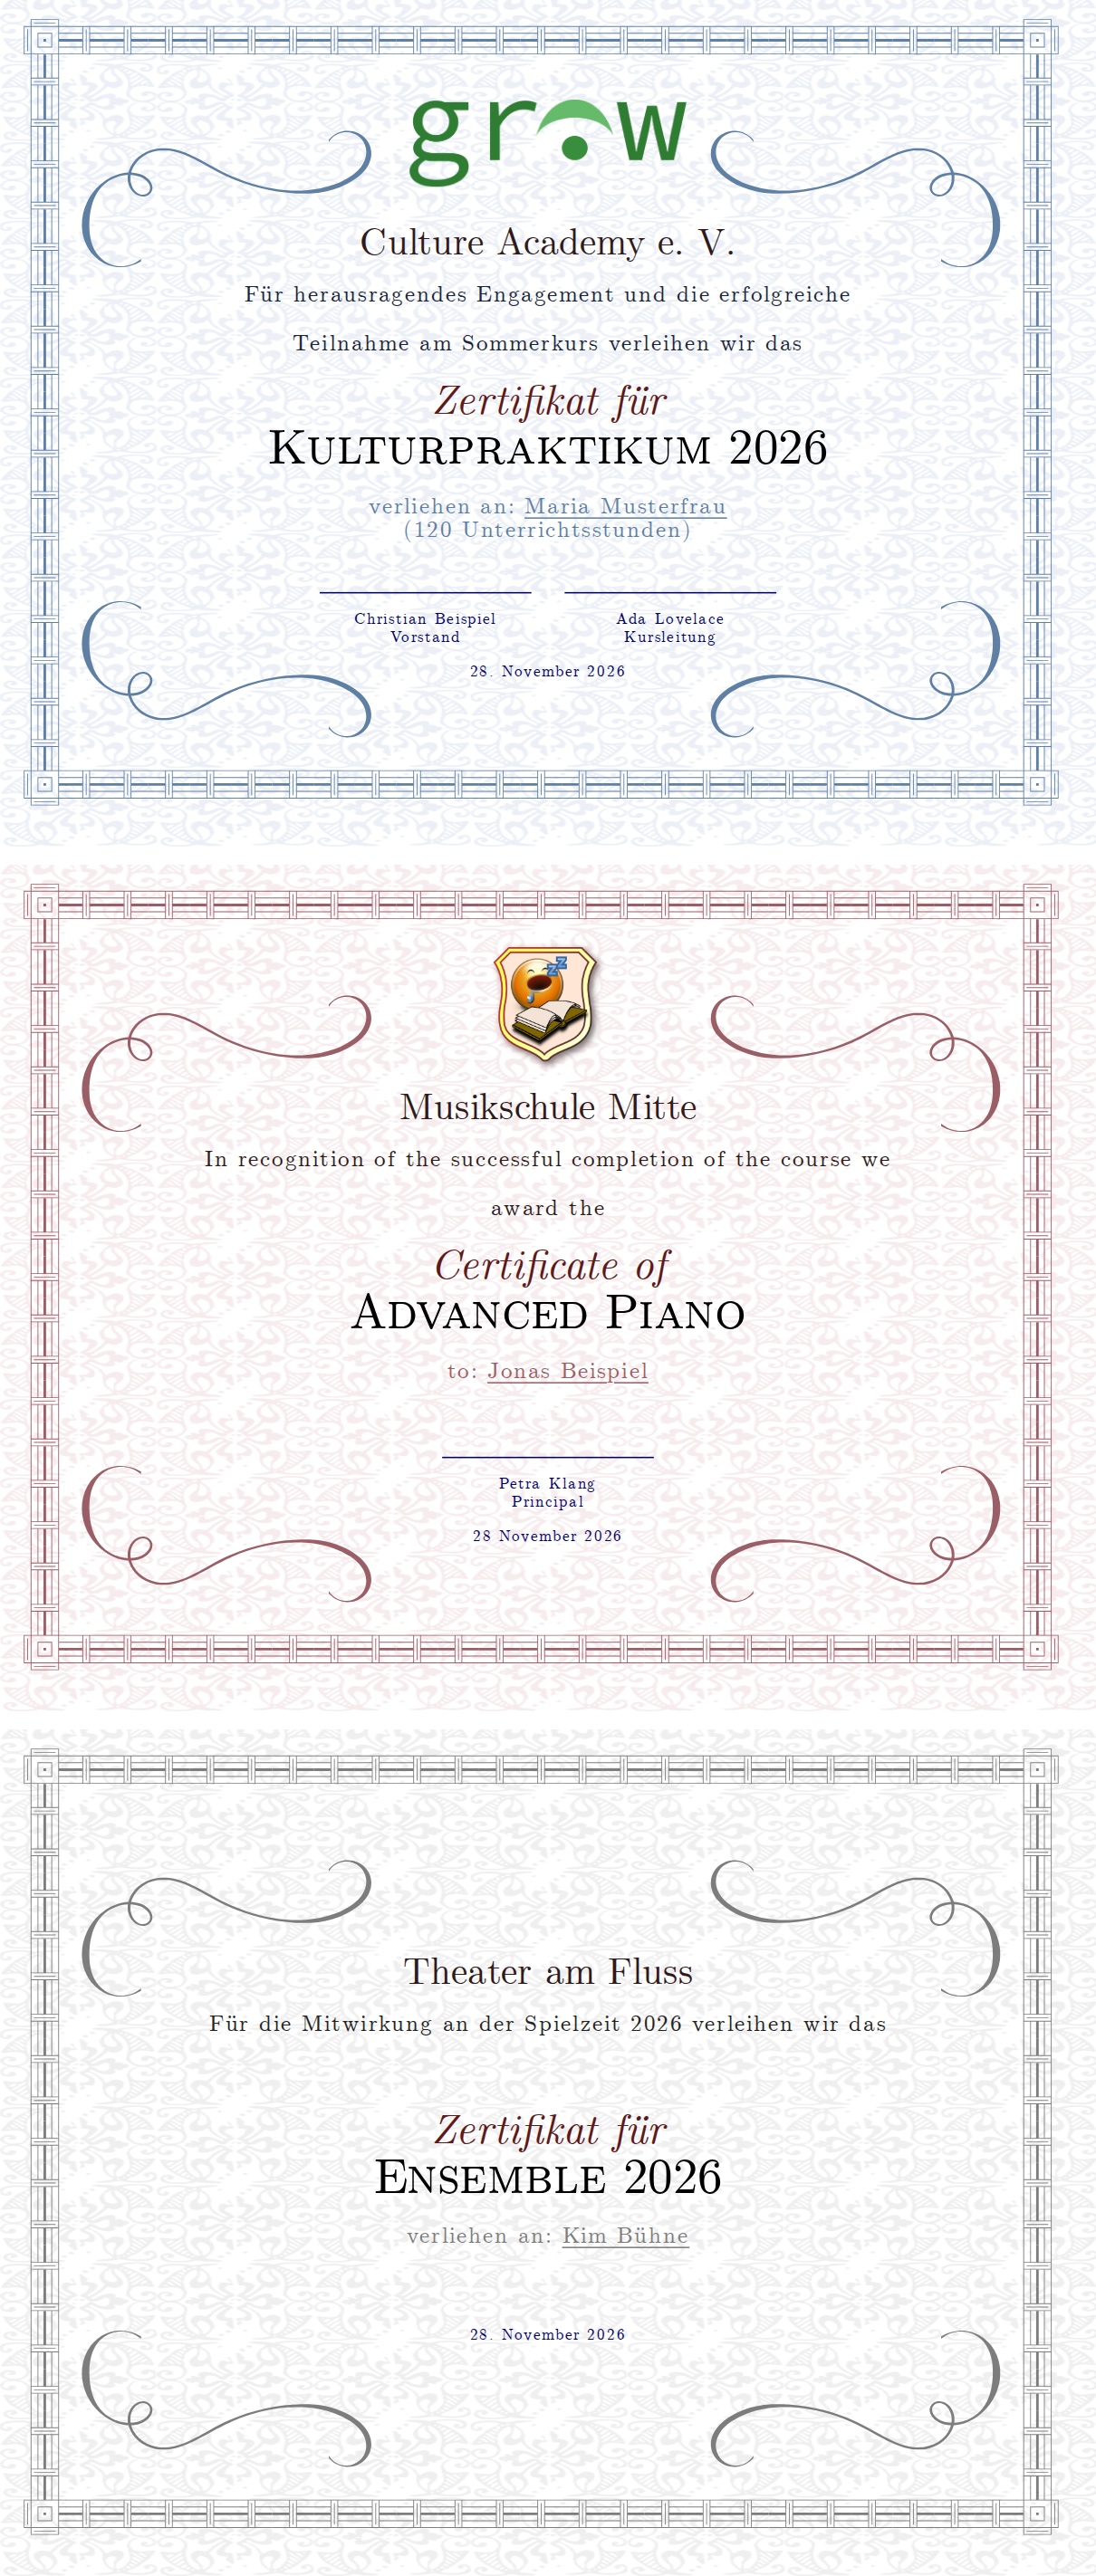 grow
Culture Academy e. V.
Für herausragendes Engagement und die erfolgreiche
Teilnahme am Sommerkurs verleihen wir das
Zertifikat für
KULTURPRAKTIKUM 2026
verliehen an: Maria Musterfrau
(120 Unterrichtsstunden)
Christian Beispiel
Vorstand
Ada Lovelace
Kursleitung
28. November 2026
zZ
Musikschule Mitte
In recognition of the successful completion of the course we
award the
Certificate of
ADVANCED PIANO
to: Jonas Beispiel
Petra Klang
Principal
28 November 2026
Theater am Fluss
Für die Mitwirkung an der Spielzeit 2026 verleihen wir das
Zertifikat für
ENSEMBLE 2026
verliehen an: Kim Bühne
28. November 2026